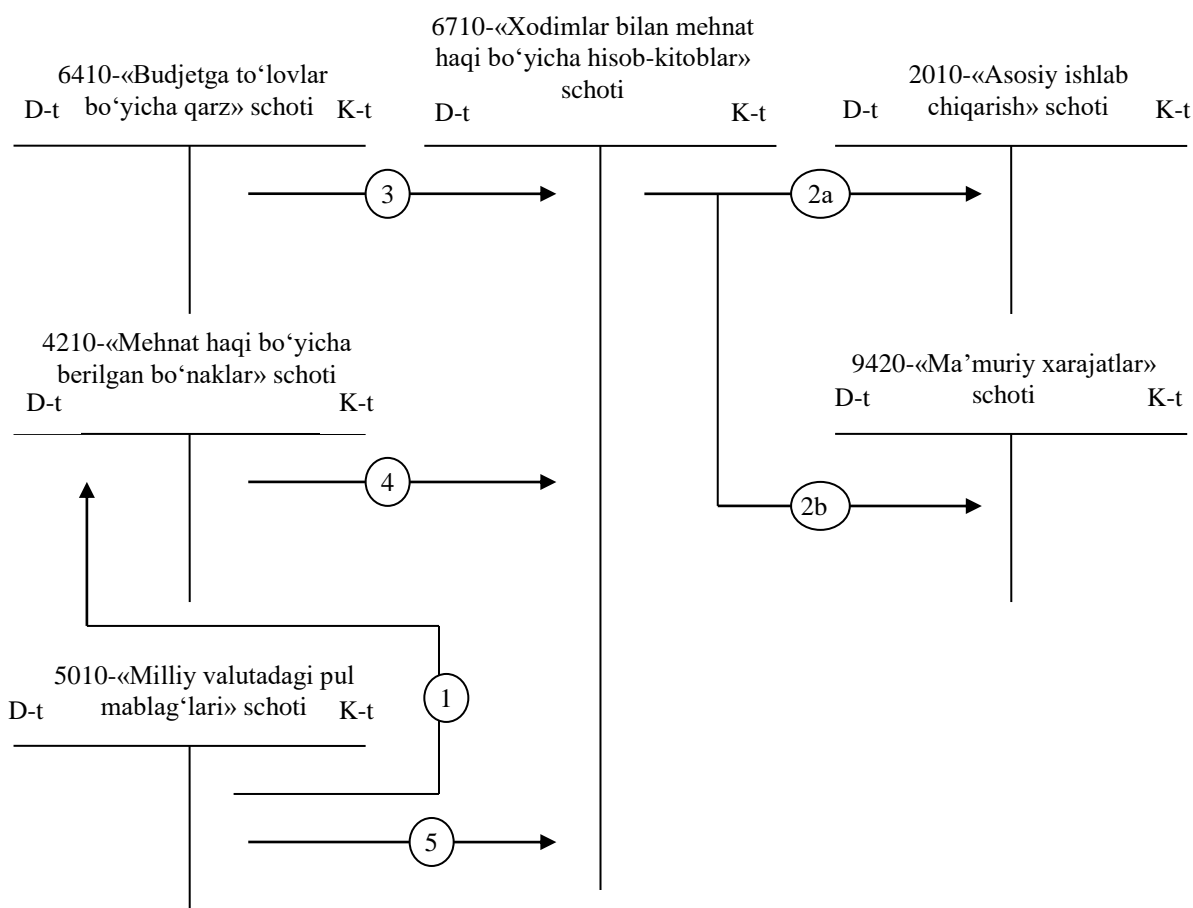 6410-«Budjetga to‘lovlar
bo‘yicha qarz» schoti
D-t K-t
6710-«Xodimlar bilan mehnat
haqi bo‘yicha hisob-kitoblar»
schoti
D-t K-t
2010-«Asosiy ishlab
chiqarish» schoti
D-t K-t
3
2a
4210-«Mehnat haqi bo‘yicha
berilgan bo‘naklar» schoti
D-t K-t
9420-«Ma’muriy xarajatlar»
schoti
D-t K-t
4
2b
5010-«Milliy valutadagi pul
mablag‘lari» schoti
D-t K-t
1
5